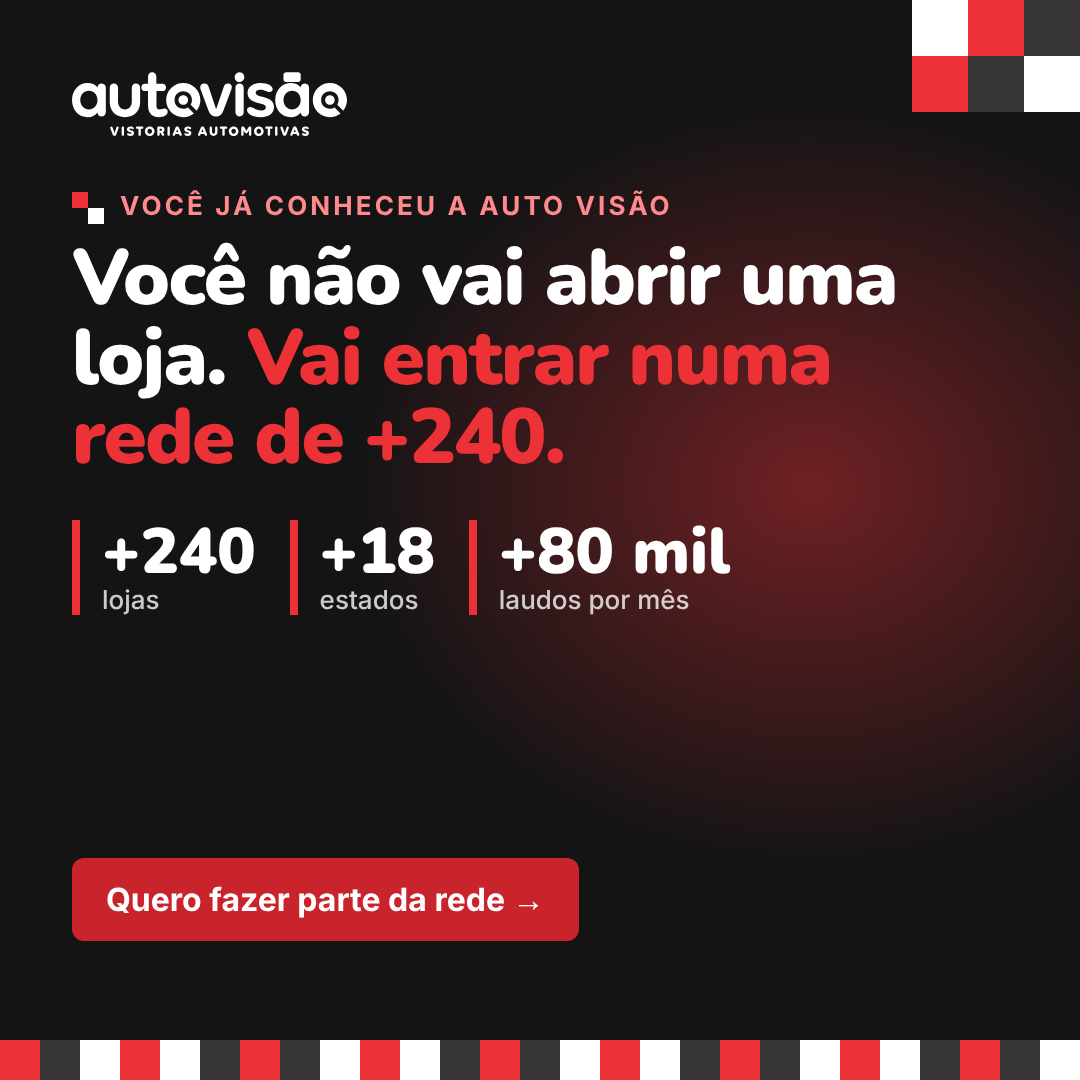 autovisão
VISTORIAS AUTOMOTIVAS
VOCÊ JÁ CONHECEU A AUTO VISÃO
Você não vai abrir uma
loja. Vai entrar numa
rede de +240.
+240 +18 +80 mil
lojas estados laudos por mês
Quero fazer parte da rede →